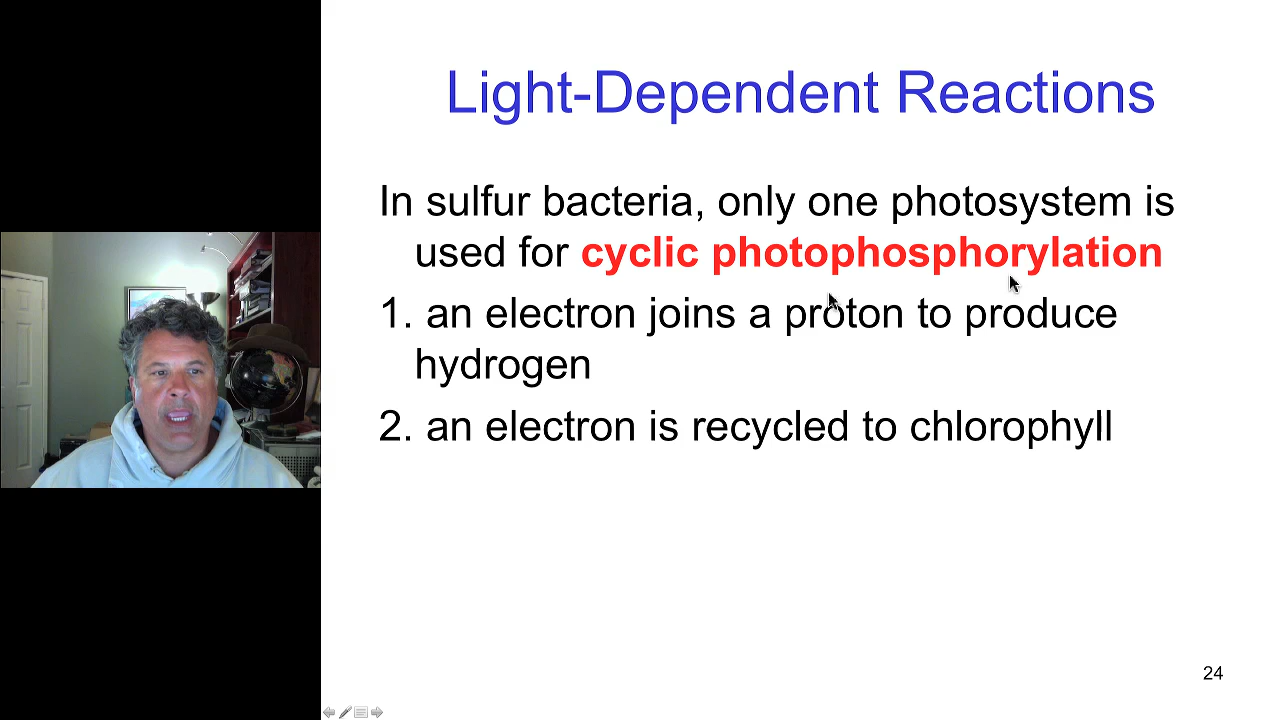 Light-Dependent Reactions
In sulfur bacteria, only one photosystem is
used for cyclic photophosphorylation
1. an electron joins a proton to produce
hydrogen
2. an electron is recycled to chlorophyll
24